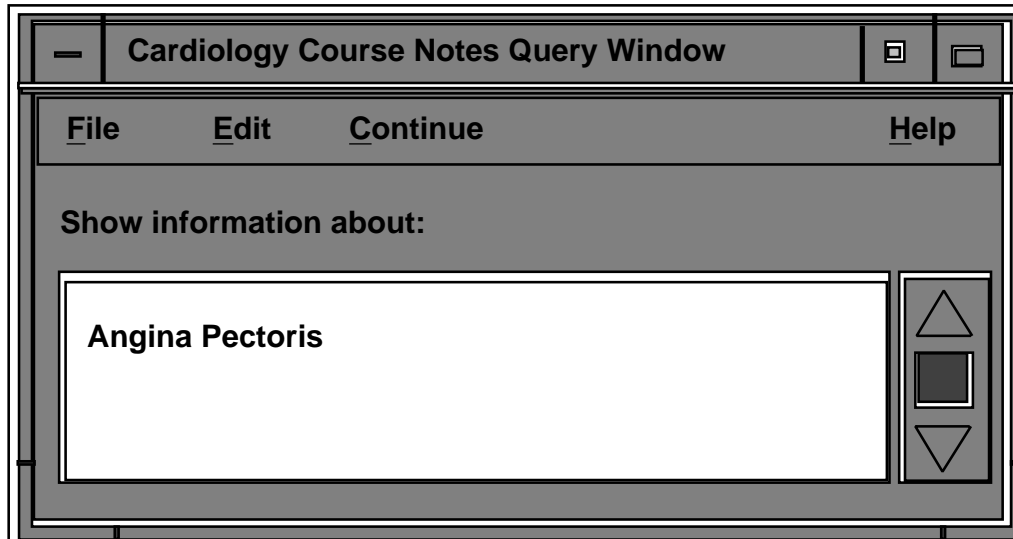 Cardiology Course Notes Query Window
File Edit Continue Help
Show information about:
Angina Pectoris